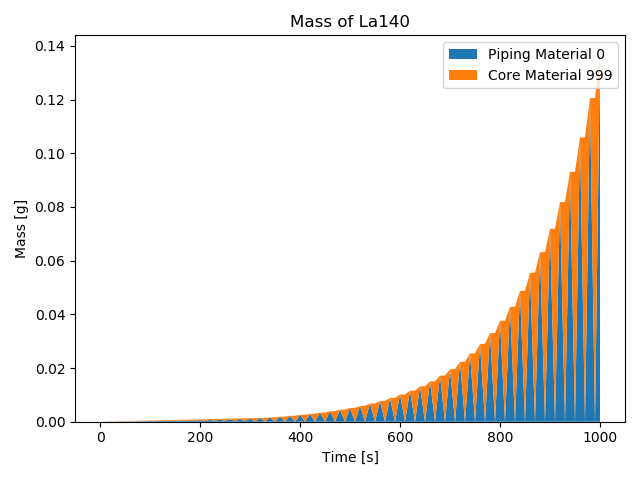 Mass of La140
Piping Material 0
Core Material 999
Mass [g]
0.14
0.12
0.10
0.08
0.06
0.04
0.02
0.00
0 200 400 600 800 1000
Time [s]